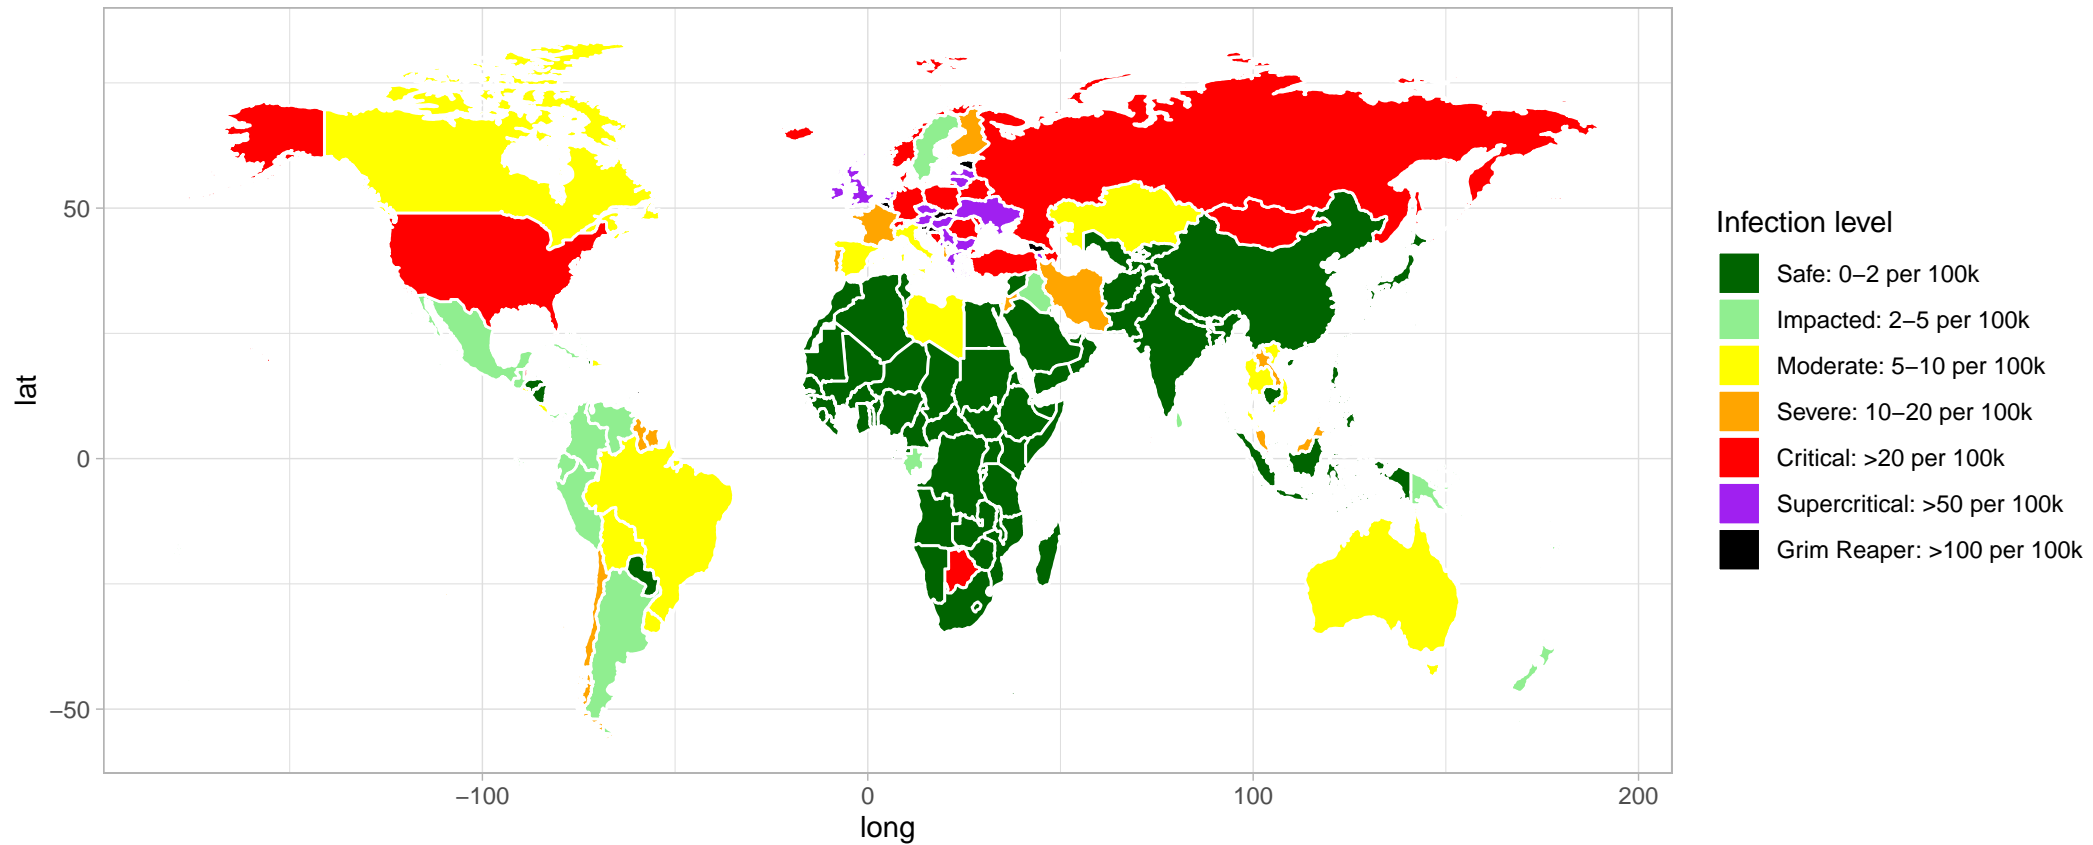 50
0
−50
lat
−100
0
100
200
long
Infection level
Safe: 0−2 per 100k
Impacted: 2−5 per 100k
Moderate: 5−10 per 100k
Severe: 10−20 per 100k
Critical: >20 per 100k
Supercritical: >50 per 100k
Grim Reaper: >100 per 100k